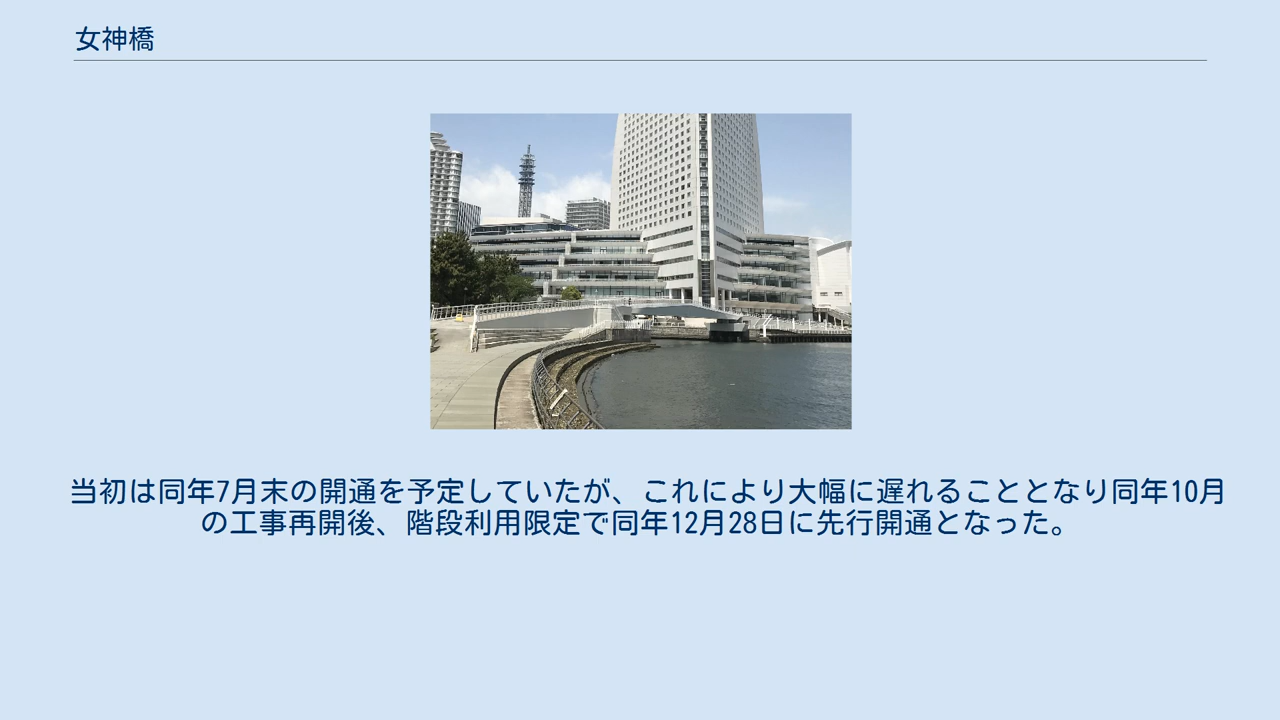 女神橋
当初は同年7月末の開通を予定していたが、これにより大幅に遅れることとなり同年10月
の工事再開後、階段利用限定で同年12月28日に先行開通となった。